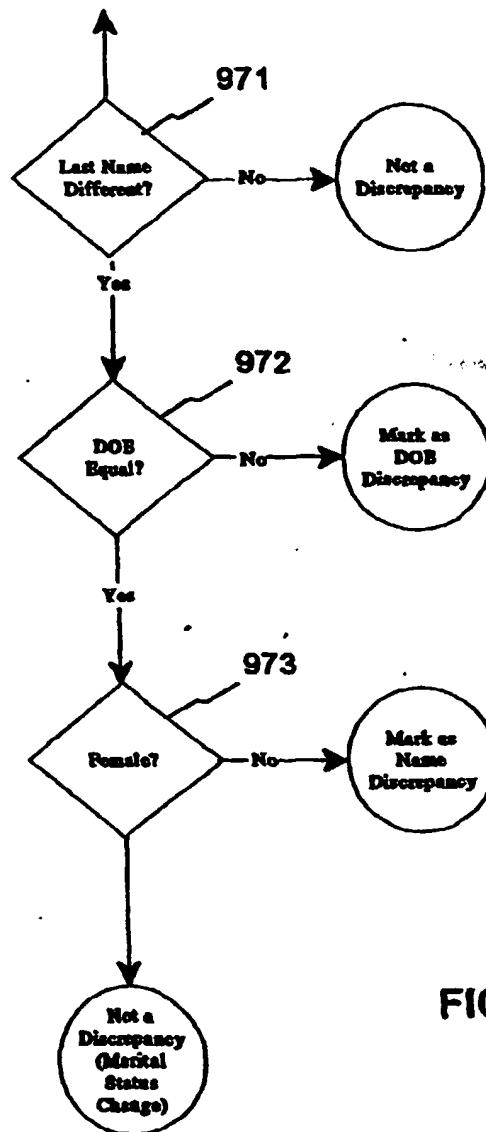 971
Last Name
Different?
No
Not a
Discrepancy
Yes
972
DOB
Equal?
No
Mark as
DOB
Discrepancy
Yes
973
Female?
No
Mark as
Name
Discrepancy
Not a
Discrepancy
(Marital
Status
Change)
FIG